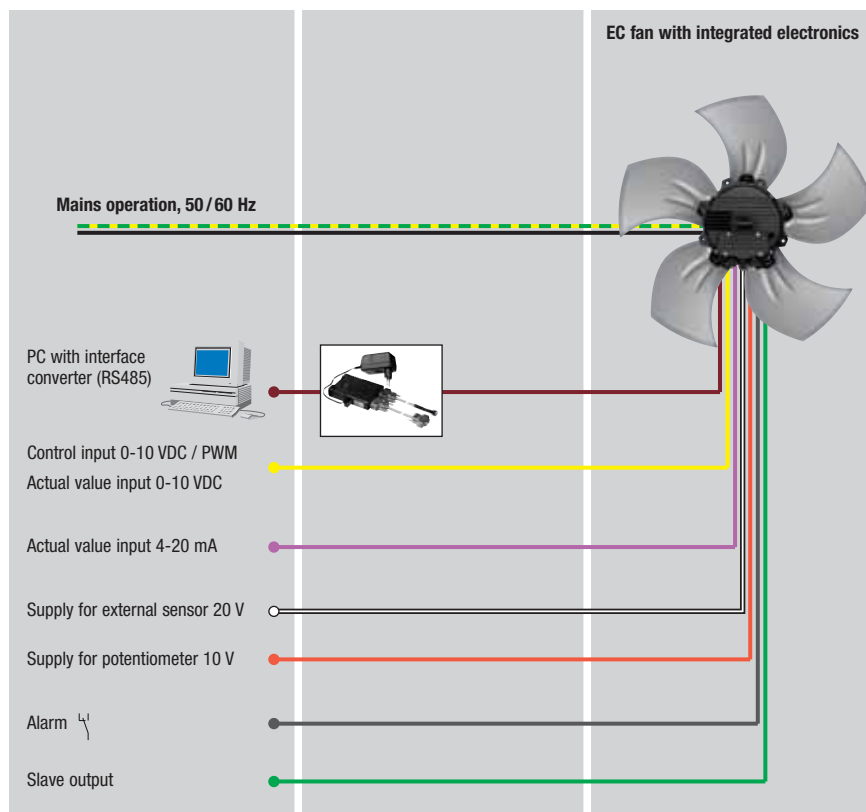 EC fan with integrated electronics
Mains operation, 50/60 Hz
PC with interface
converter (RS485)
Control input 0-10 VDC / PWM
Actual value input 0-10 VDC
Actual value input 4-20 mA
Supply for external sensor 20 V
Supply for potentiometer 10 V
Alarm
Slave output